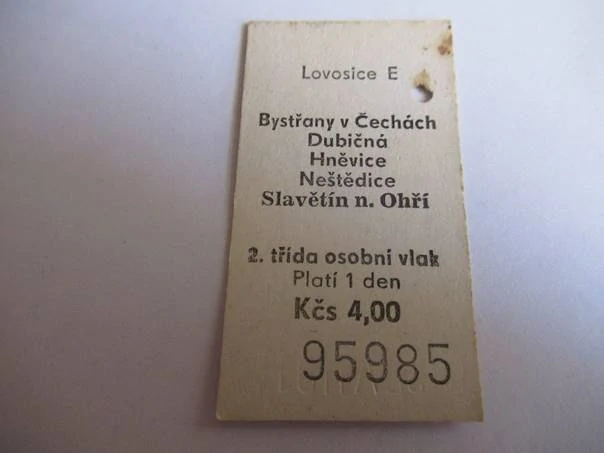 Lovosice E
Bystřany v Čechách
Dubičná
Hněvice
Neštědice
Slavětín n. Ohří
2. třída osobní vlak
Platí 1 den
Kčs 4,00
95985